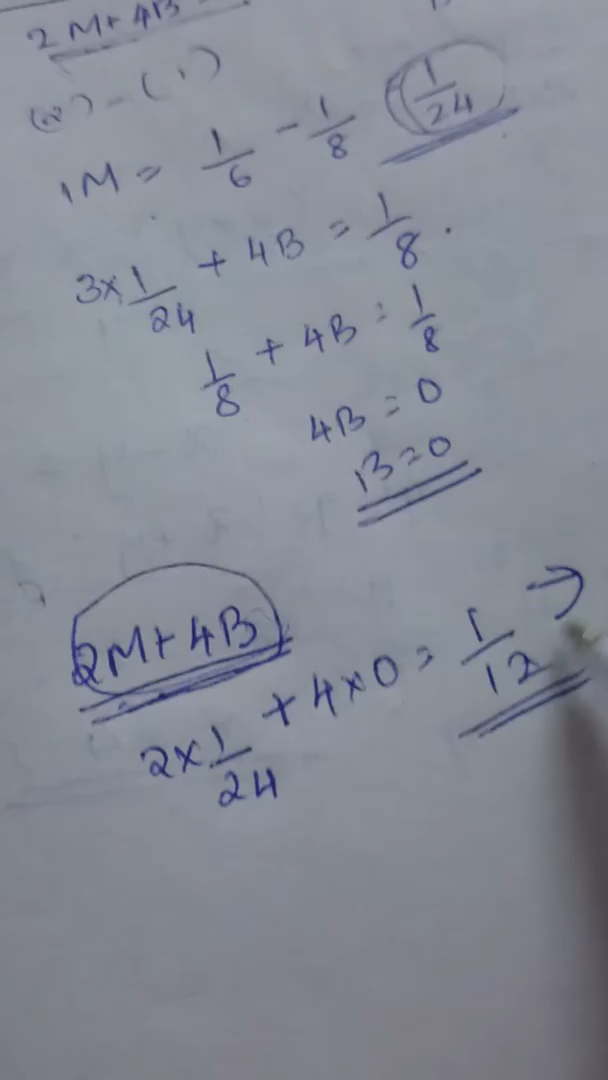 2M+4B
(2) - (1)
1M = 1/6 - 1/8 (1/24)
3×1/24 + 4B = 1/8.
1/8 + 4B = 1/8
4B = 0
B = 0
2M+4B
2×1/24 + 4×0 = 1/12 →